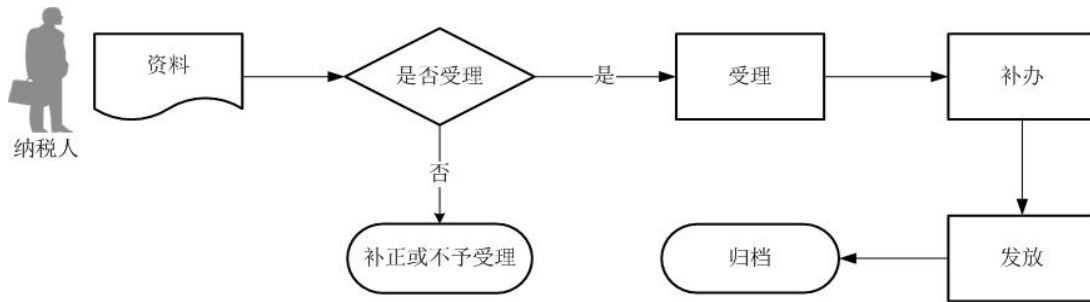 资料
是否受理
是
受理
补办
纳税人
否
补正或不予受理
归档
发放